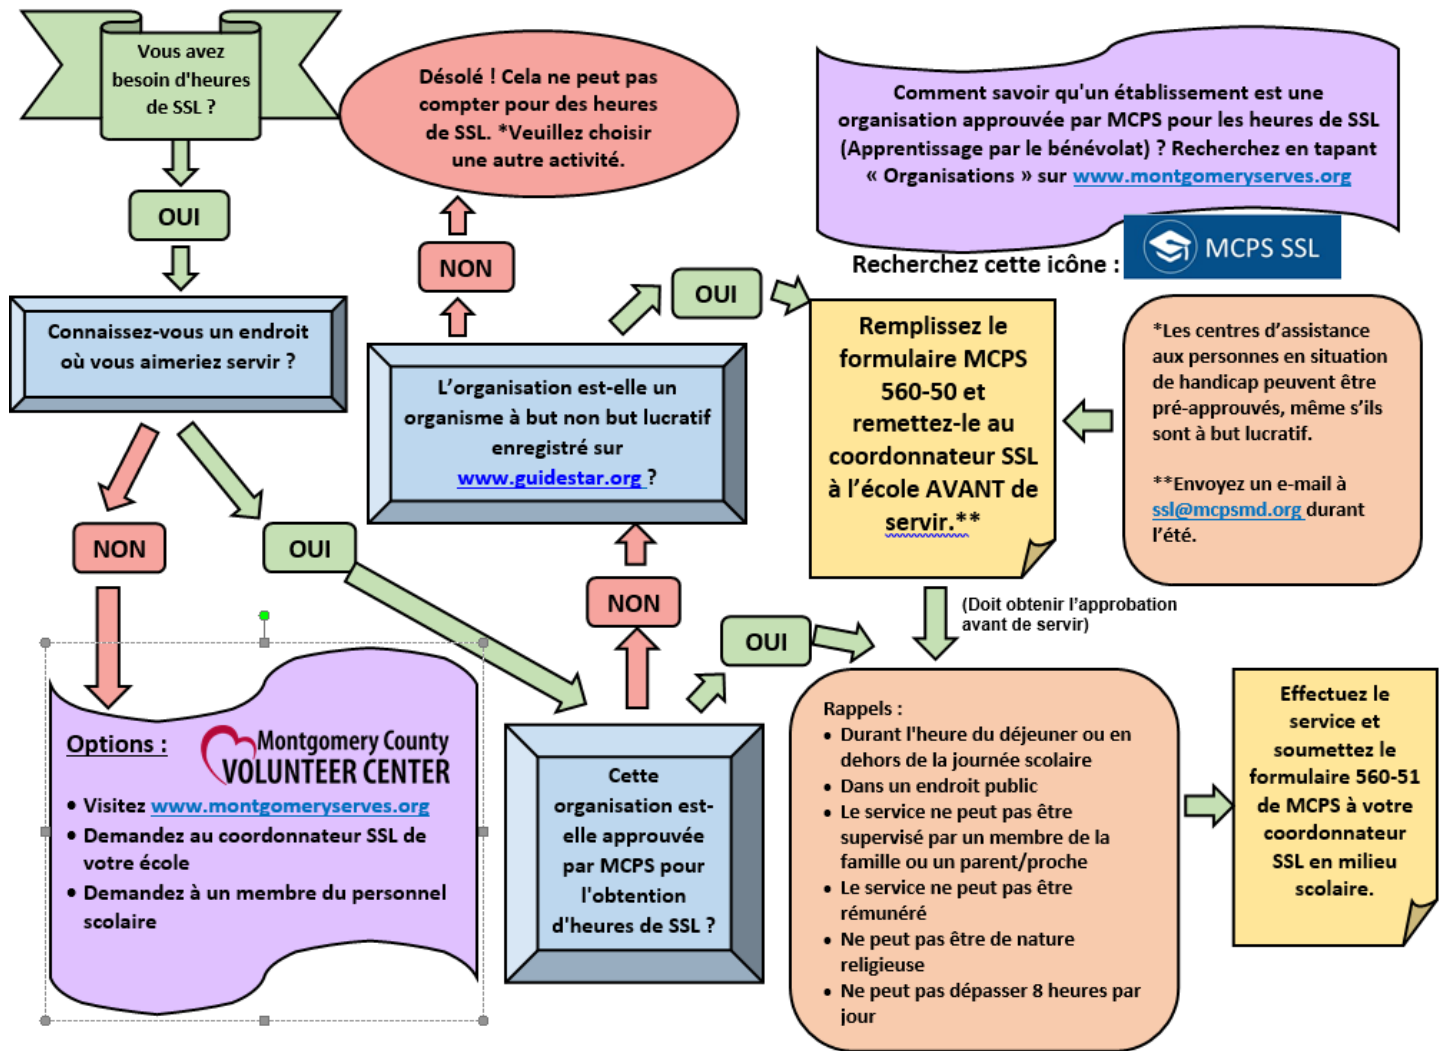 Vous avez
besoin d'heures
de SSL ?
OUI
Connaissez-vous un endroit
où vous aimeriez servir ?
NON
OUI
Options :
Montgomery County
VOLUNTEER CENTER
• Visitez www.montgomeryserves.org
• Demandez au coordonnateur SSL de
votre école
• Demandez à un membre du personnel
scolaire
Désolé ! Cela ne peut pas
compter pour des heures
de SSL. *Veuillez choisir
une autre activité.
NON
L’organisation est-elle un
organisme à but non but lucratif
enregistré sur
www.guidestar.org ?
NON
Cette
organisation est-
elle approuvée
par MCPS pour
l'obtention
d'heures de SSL ?
OUI
OUI
Comment savoir qu'un établissement est une
organisation approuvée par MCPS pour les heures de SSL
(Apprentissage par le bénévolat) ? Recherchez en tapant
« Organisations » sur www.montgomeryserves.org
Recherchez cette icône :
MCPS SSL
Remplissez le
formulaire MCPS
560-50 et
remettez-le au
coordonnateur SSL
à l’école AVANT de
servir.**
*Les centres d’assistance
aux personnes en situation
de handicap peuvent être
pré-approuvés, même s’ils
sont à but lucratif.
**Envoyez un e-mail à
ssl@mcpsmd.org durant
l’été.
(Doit obtenir l’approbation
avant de servir)
Rappels :
• Durant l'heure du déjeuner ou en
dehors de la journée scolaire
• Dans un endroit public
• Le service ne peut pas être
supervisé par un membre de la
famille ou un parent/proche
• Le service ne peut pas être
rémunéré
• Ne peut pas être de nature
religieuse
• Ne peut pas dépasser 8 heures par
jour
Effectuez le
service et
soumettez le
formulaire 560-51
de MCPS à votre
coordonnateur
SSL en milieu
scolaire.